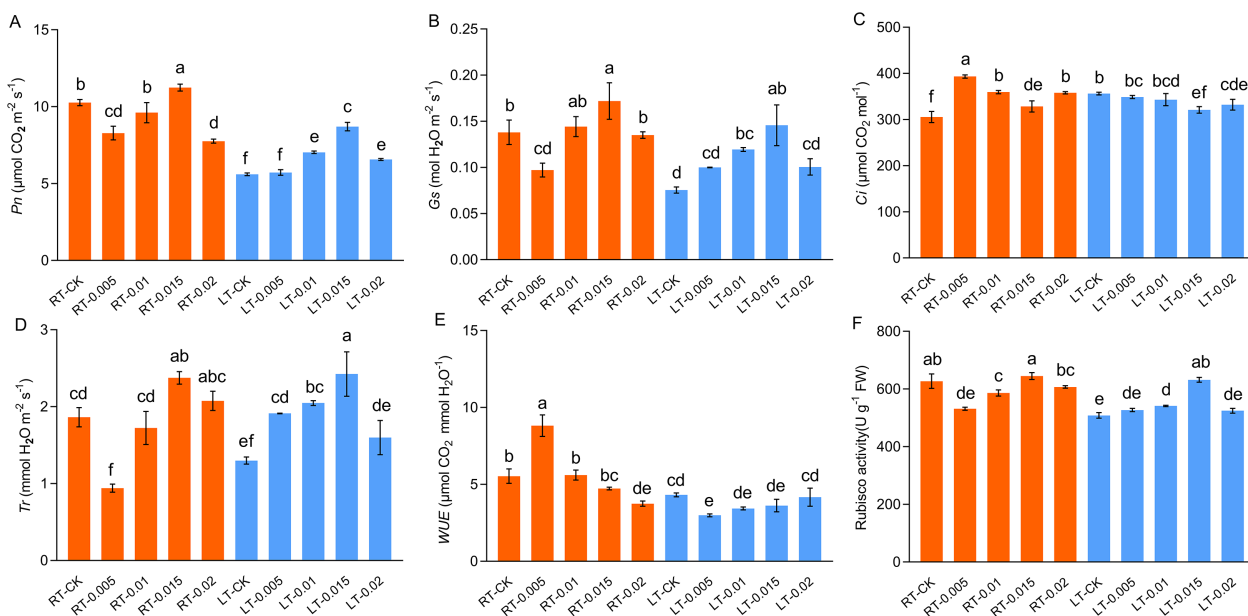 A
Pn (μmol CO₂ m⁻² s⁻¹)
15
10
5
0
b
cd
b
a
d
f
f
e
c
e
RT-CK
RT-0.005
RT-0.01
RT-0.015
RT-0.02
LT-CK
LT-0.005
LT-0.01
LT-0.015
LT-0.02
B
Gs (mol H₂O m⁻² s⁻¹)
0.25
0.20
0.15
0.10
0.05
0.00
b
cd
ab
a
b
d
cd
bc
ab
cd
RT-CK
RT-0.005
RT-0.01
RT-0.015
RT-0.02
LT-CK
LT-0.005
LT-0.01
LT-0.015
LT-0.02
C
Ci (μmol CO₂ mol⁻¹)
500
400
300
200
100
0
f
a
b
de
b
b
bc
bcd
ef
cde
RT-CK
RT-0.005
RT-0.01
RT-0.015
RT-0.02
LT-CK
LT-0.005
LT-0.01
LT-0.015
LT-0.02
D
Tr (mmol H₂O m⁻² s⁻¹)
3
2
1
0
cd
f
cd
ab
abc
ef
cd
bc
a
de
RT-CK
RT-0.005
RT-0.01
RT-0.015
RT-0.02
LT-CK
LT-0.005
LT-0.01
LT-0.015
LT-0.02
E
WUE (μmol CO₂ mmol H₂O⁻¹)
15
10
5
0
b
a
b
bc
de
cd
e
de
de
cd
RT-CK
RT-0.005
RT-0.01
RT-0.015
RT-0.02
LT-CK
LT-0.005
LT-0.01
LT-0.015
LT-0.02
F
Rubisco activity(U g⁻¹ FW)
800
600
400
200
0
ab
de
c
a
bc
e
de
d
ab
de
RT-CK
RT-0.005
RT-0.01
RT-0.015
RT-0.02
LT-CK
LT-0.005
LT-0.01
LT-0.015
LT-0.02